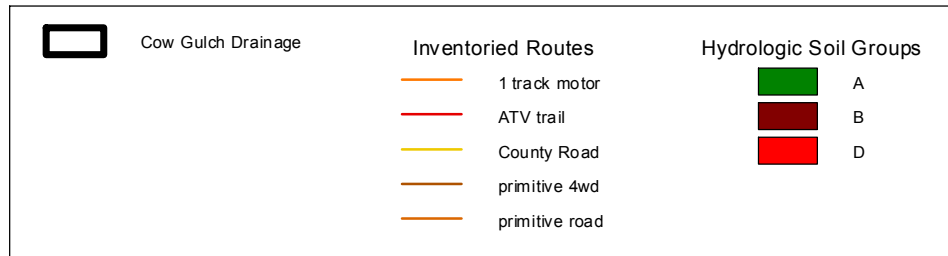 Cow Gulch Drainage
Inventoried Routes
1 track motor
ATV trail
County Road
primitive 4wd
primitive road
Hydrologic Soil Groups
A
B
D